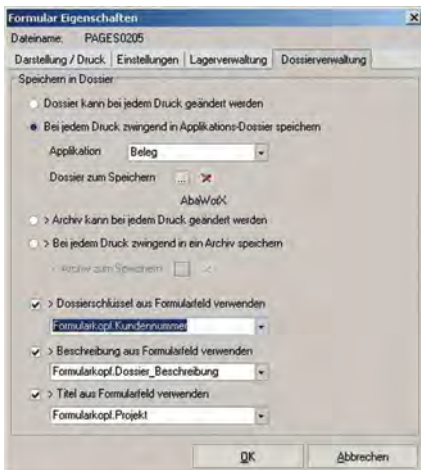 Formular Eigenschaften
Dateiname: PAGES0205
Darstellung / Druck Einstellungen Lagerverwaltung Dossierverwaltung
Speichern in Dossier
Dossier kann bei jedem Druck geändert werden
Bei jedem Druck zwingend in Applikations-Dossier speichern
Applikation Beleg
Dossier zum Speichern ...
AbaWorX
> Archiv kann bei jedem Druck geändert werden
> Bei jedem Druck zwingend in ein Archiv speichern
> Archiv zum Speichern
> Dossierschlüssel aus Formularfeld verwenden
Formularkopf.Kundennummer
> Beschreibung aus Formularfeld verwenden
Formularkopf.Dossier_Beschreibung
> Titel aus Formularfeld verwenden
Formularkopf.Projekt
OK Abbrechen